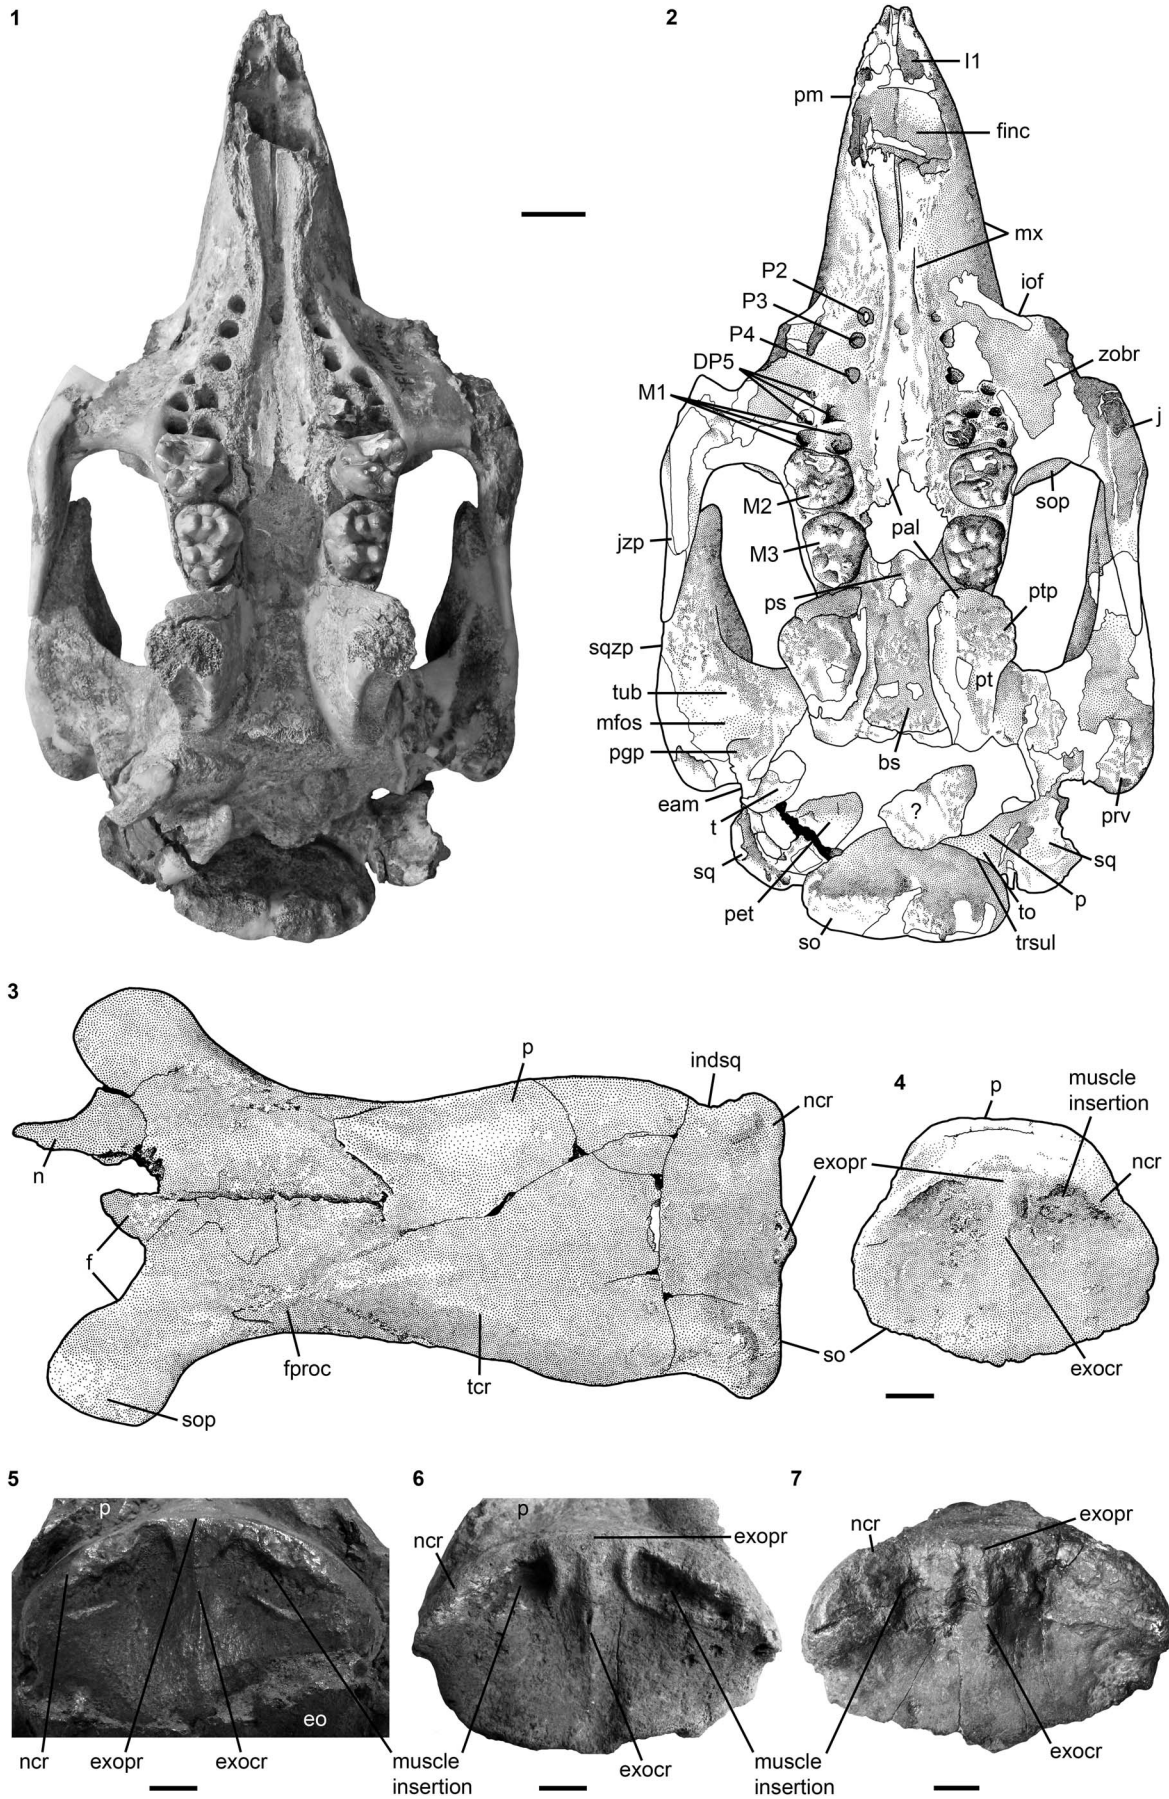 1
2
I1
pm
finc
mx
P2
iof
P3
P4
zobr
DP5
M1
j
M2
sop
pal
jzp
M3
ps
ptp
sqzp
pt
tub
mfos
pgp
bs
eam
?
prv
t
sq
sq
p
pet
to
so
trsul
3
p
indsq
4
p
muscle
insertion
ncr
exopr
ncr
n
f
so
fproc
tcr
exocr
sop
5
6
7
p
p
exopr
ncr
exopr
ncr
eo
ncr
exopr
exocr
muscle
insertion
exocr
muscle
insertion
exocr